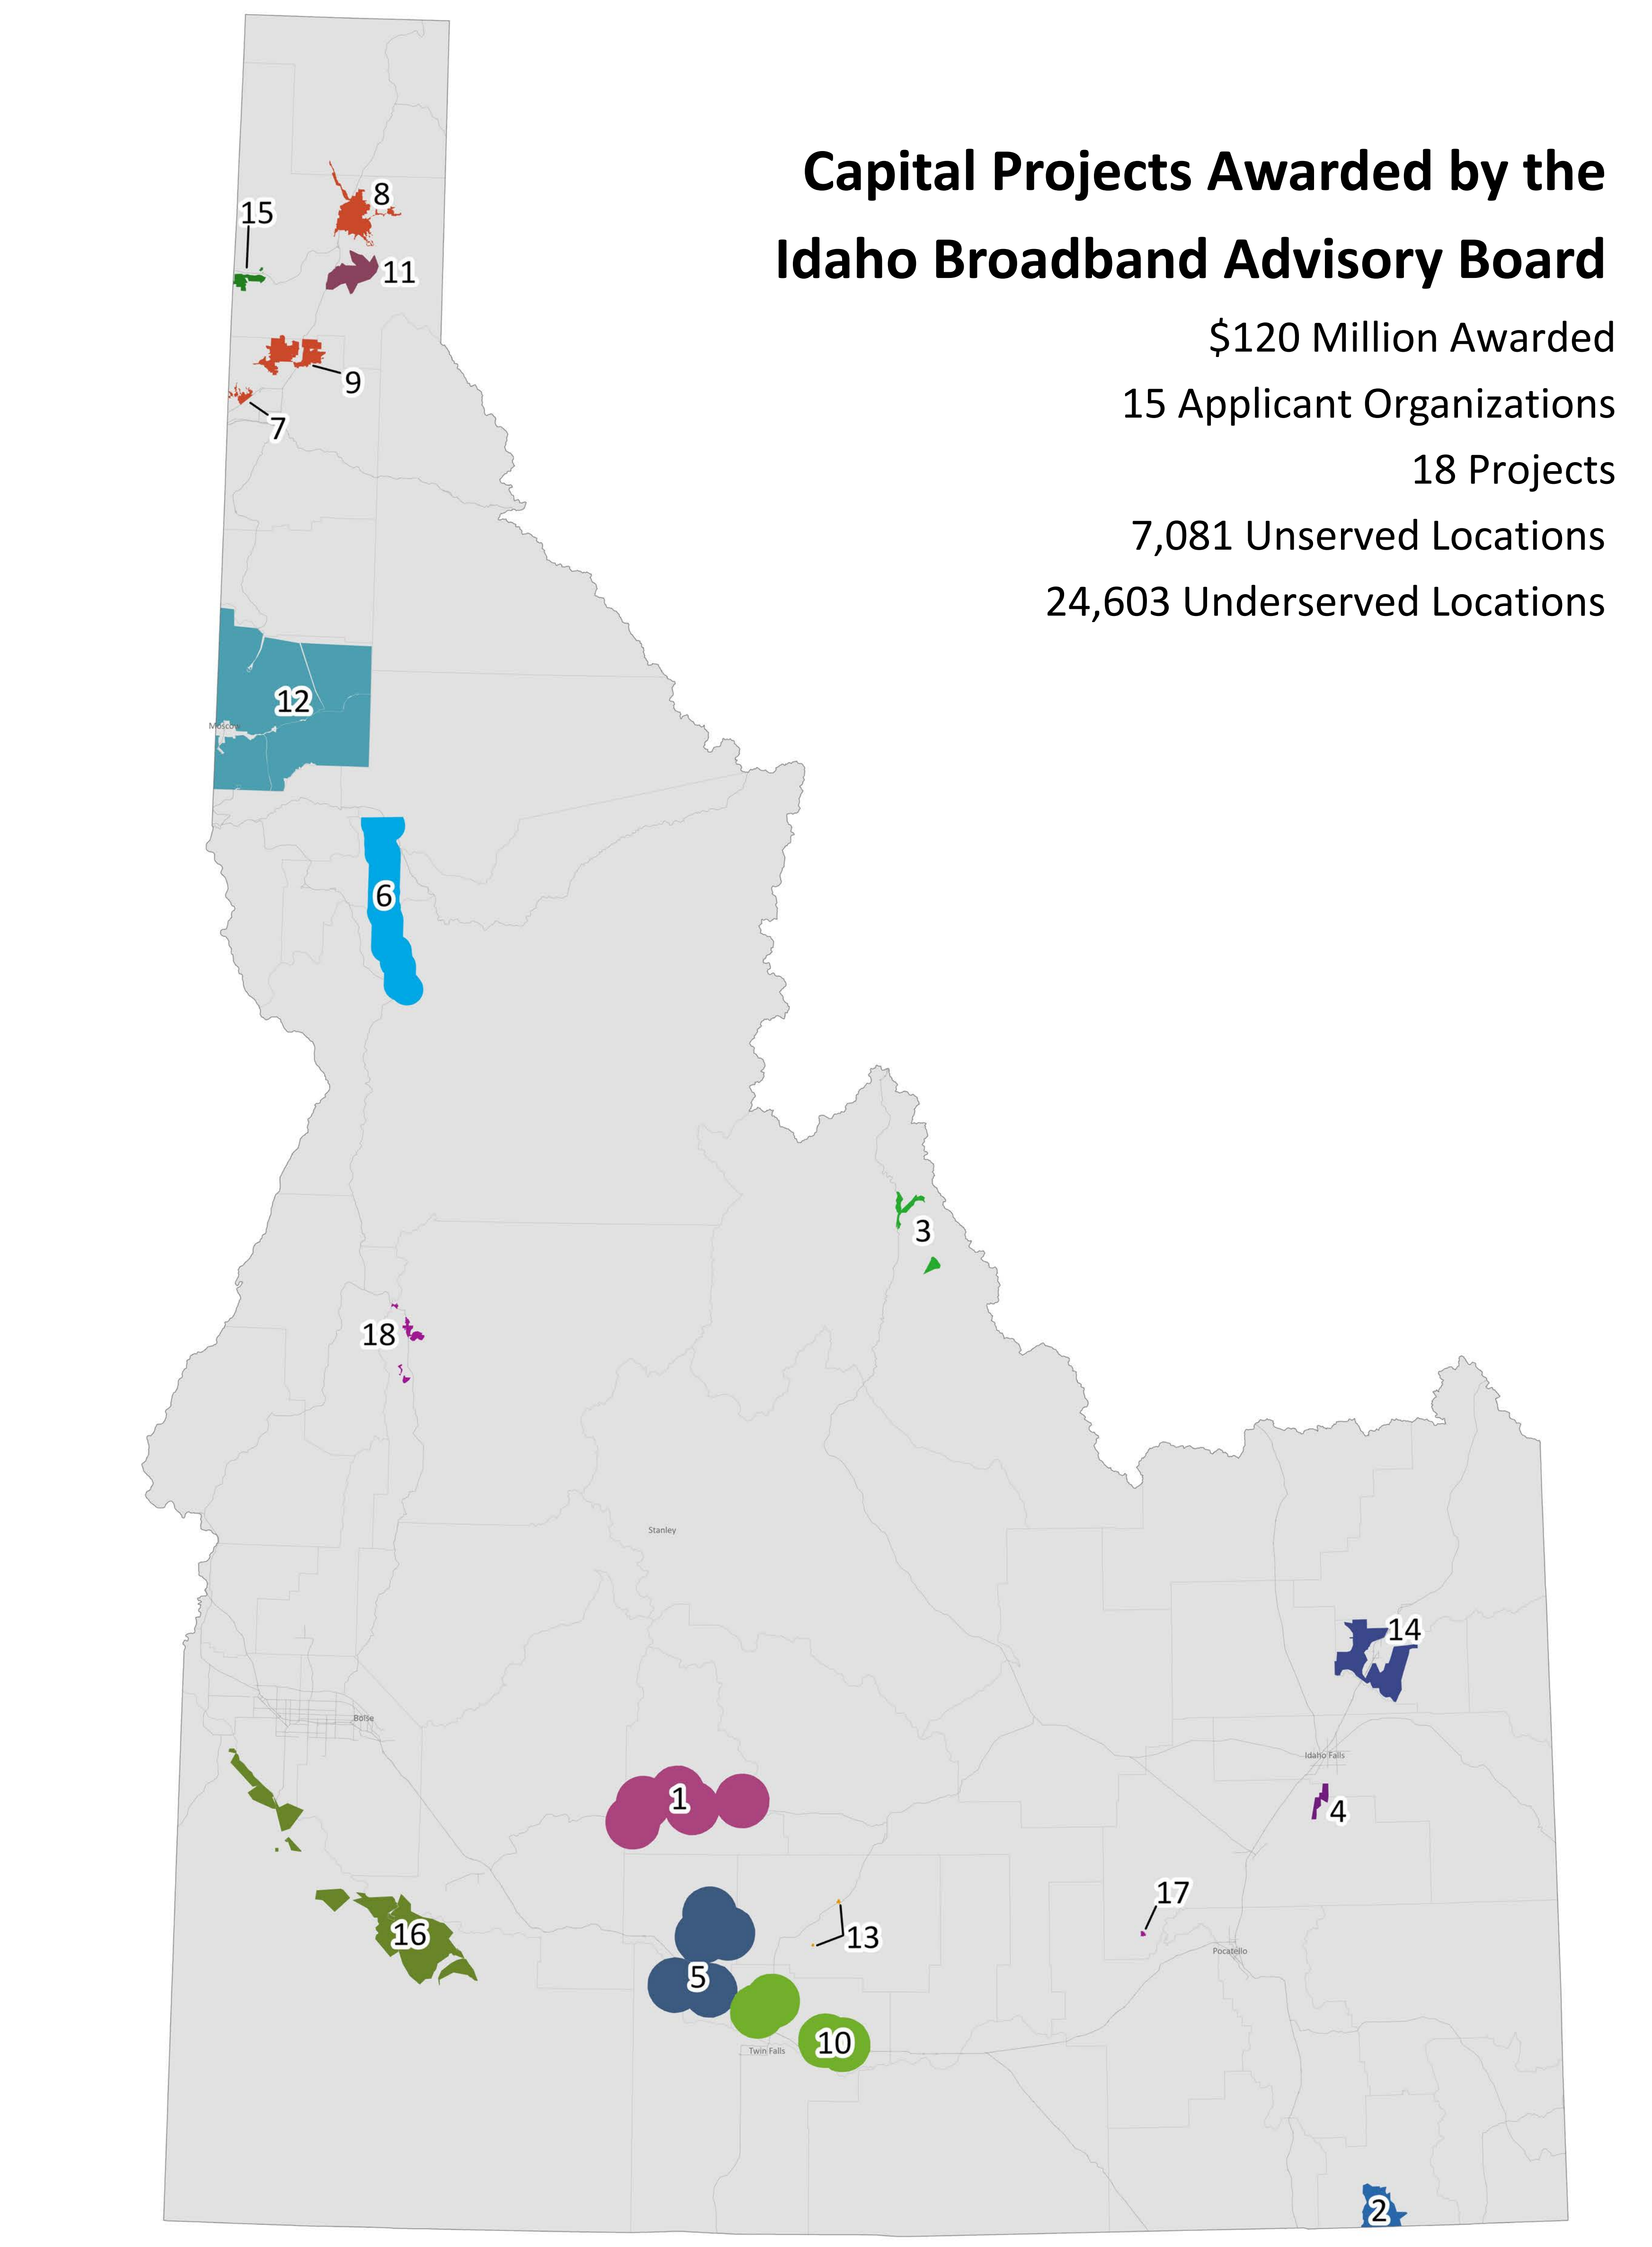 Capital Projects Awarded by the
Idaho Broadband Advisory Board
$120 Million Awarded
15 Applicant Organizations
18 Projects
7,081 Unserved Locations
24,603 Underserved Locations
8
15
11
9
7
12
Moscow
6
3
18
Stanley
14
Boise
Idaho Falls
1
4
17
16
13
Pocatello
5
10
Twin Falls
2